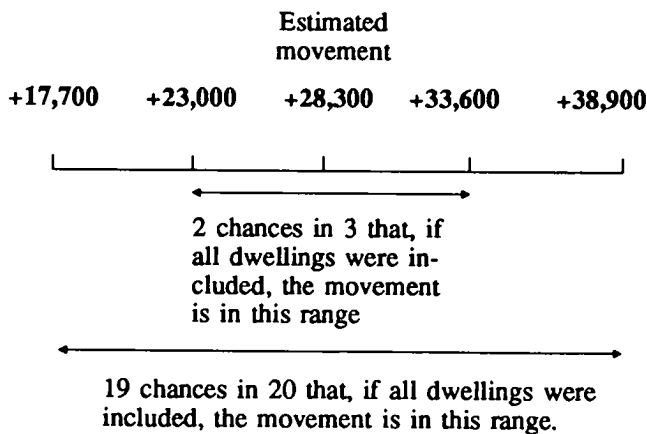 Estimated
movement
+17,700 +23,000 +28,300 +33,600 +38,900
2 chances in 3 that, if
all dwellings were in-
cluded, the movement
is in this range
19 chances in 20 that, if all dwellings were
included, the movement is in this range.